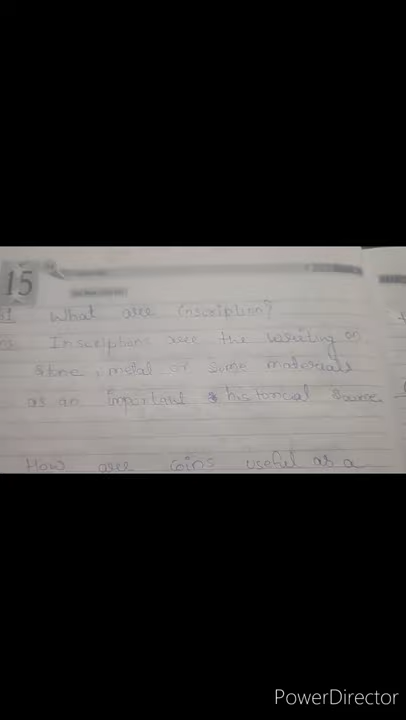 15
What are inscription?
Inscriptions are the writing on
stone, metal or some materials
as an important historical source
How are coins useful as a
PowerDirector